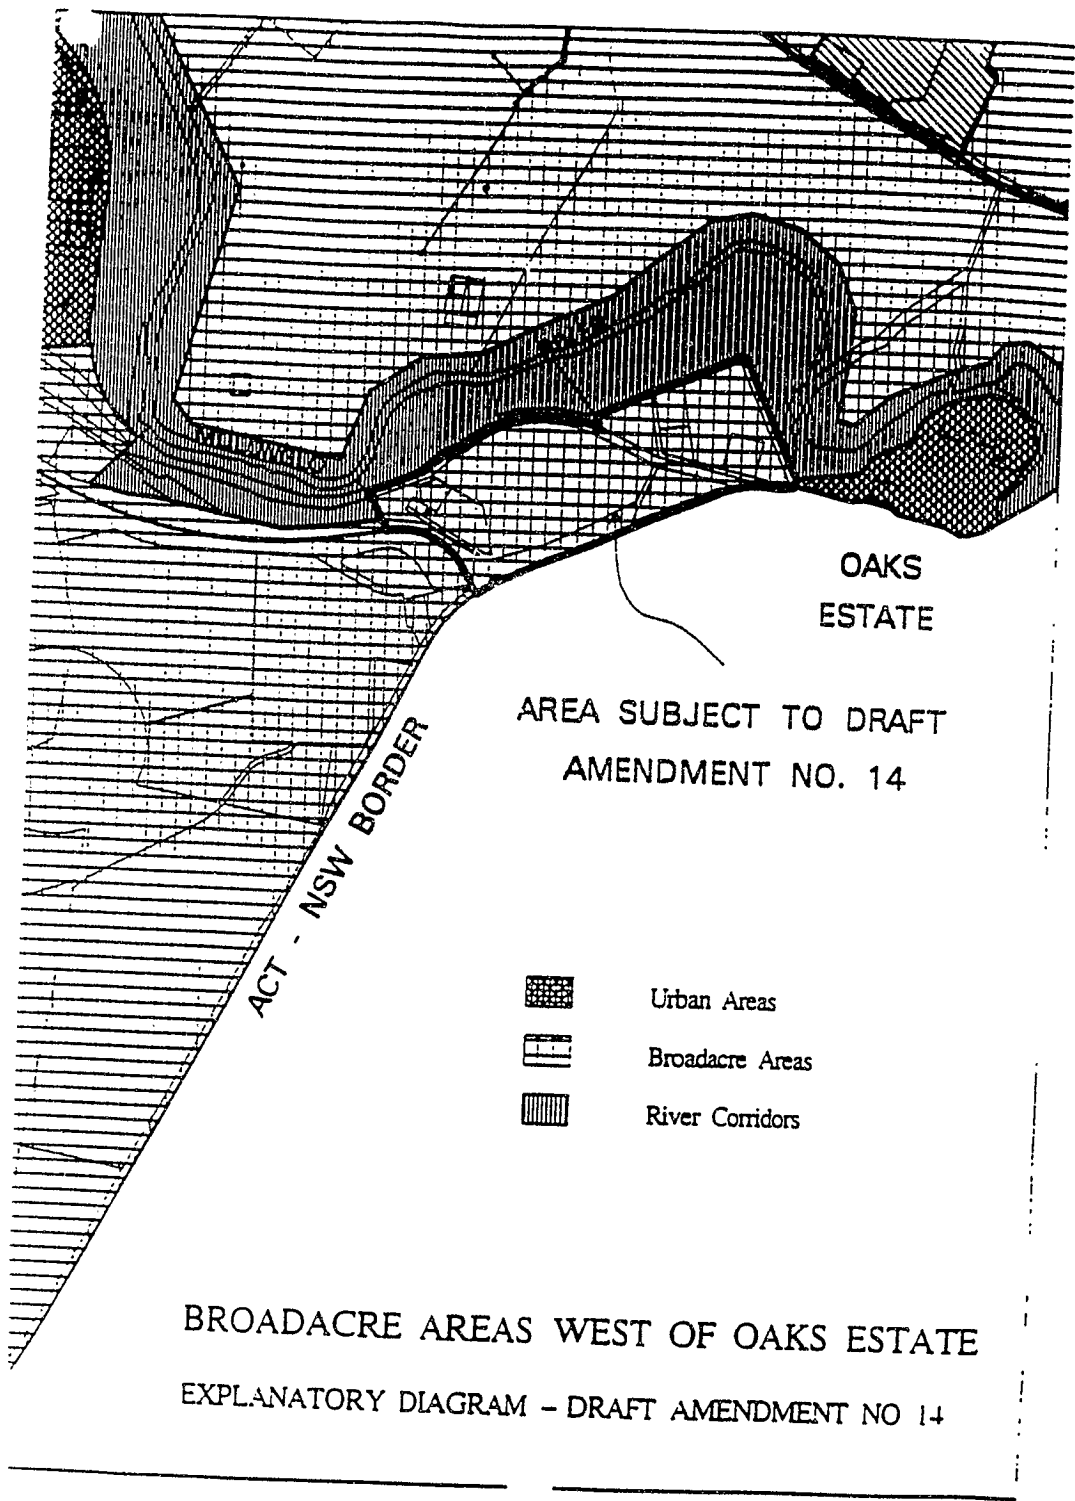 OAKS
ESTATE
AREA SUBJECT TO DRAFT
AMENDMENT NO. 14
ACT - NSW BORDER
Urban Areas
Broadacre Areas
River Corridors
BROADACRE AREAS WEST OF OAKS ESTATE
EXPLANATORY DIAGRAM - DRAFT AMENDMENT NO 14